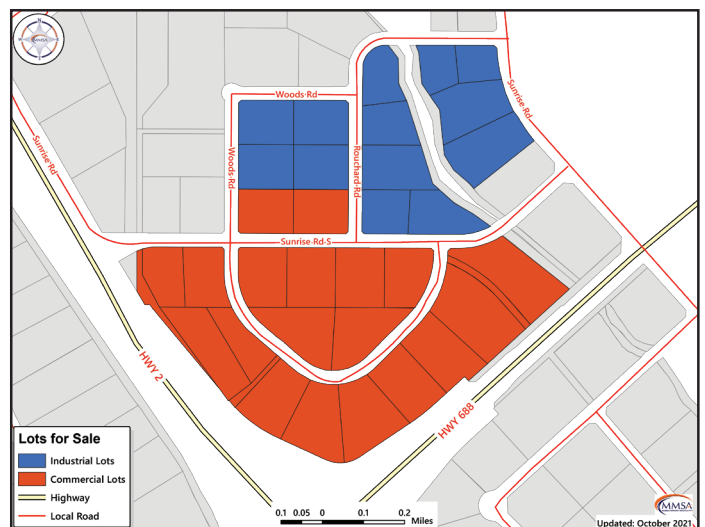 N
MMSA
Woods Rd
Sunrise Rd
Sunrise Rd
Woods Rd
Rouchard Rd
Sunrise Rd S
HWY 2
HWY 688
Lots for Sale
Industrial Lots
Commercial Lots
Highway
Local Road
0.1 0.05 0 0.1 0.2
Miles
MMSA
Updated: October 2021